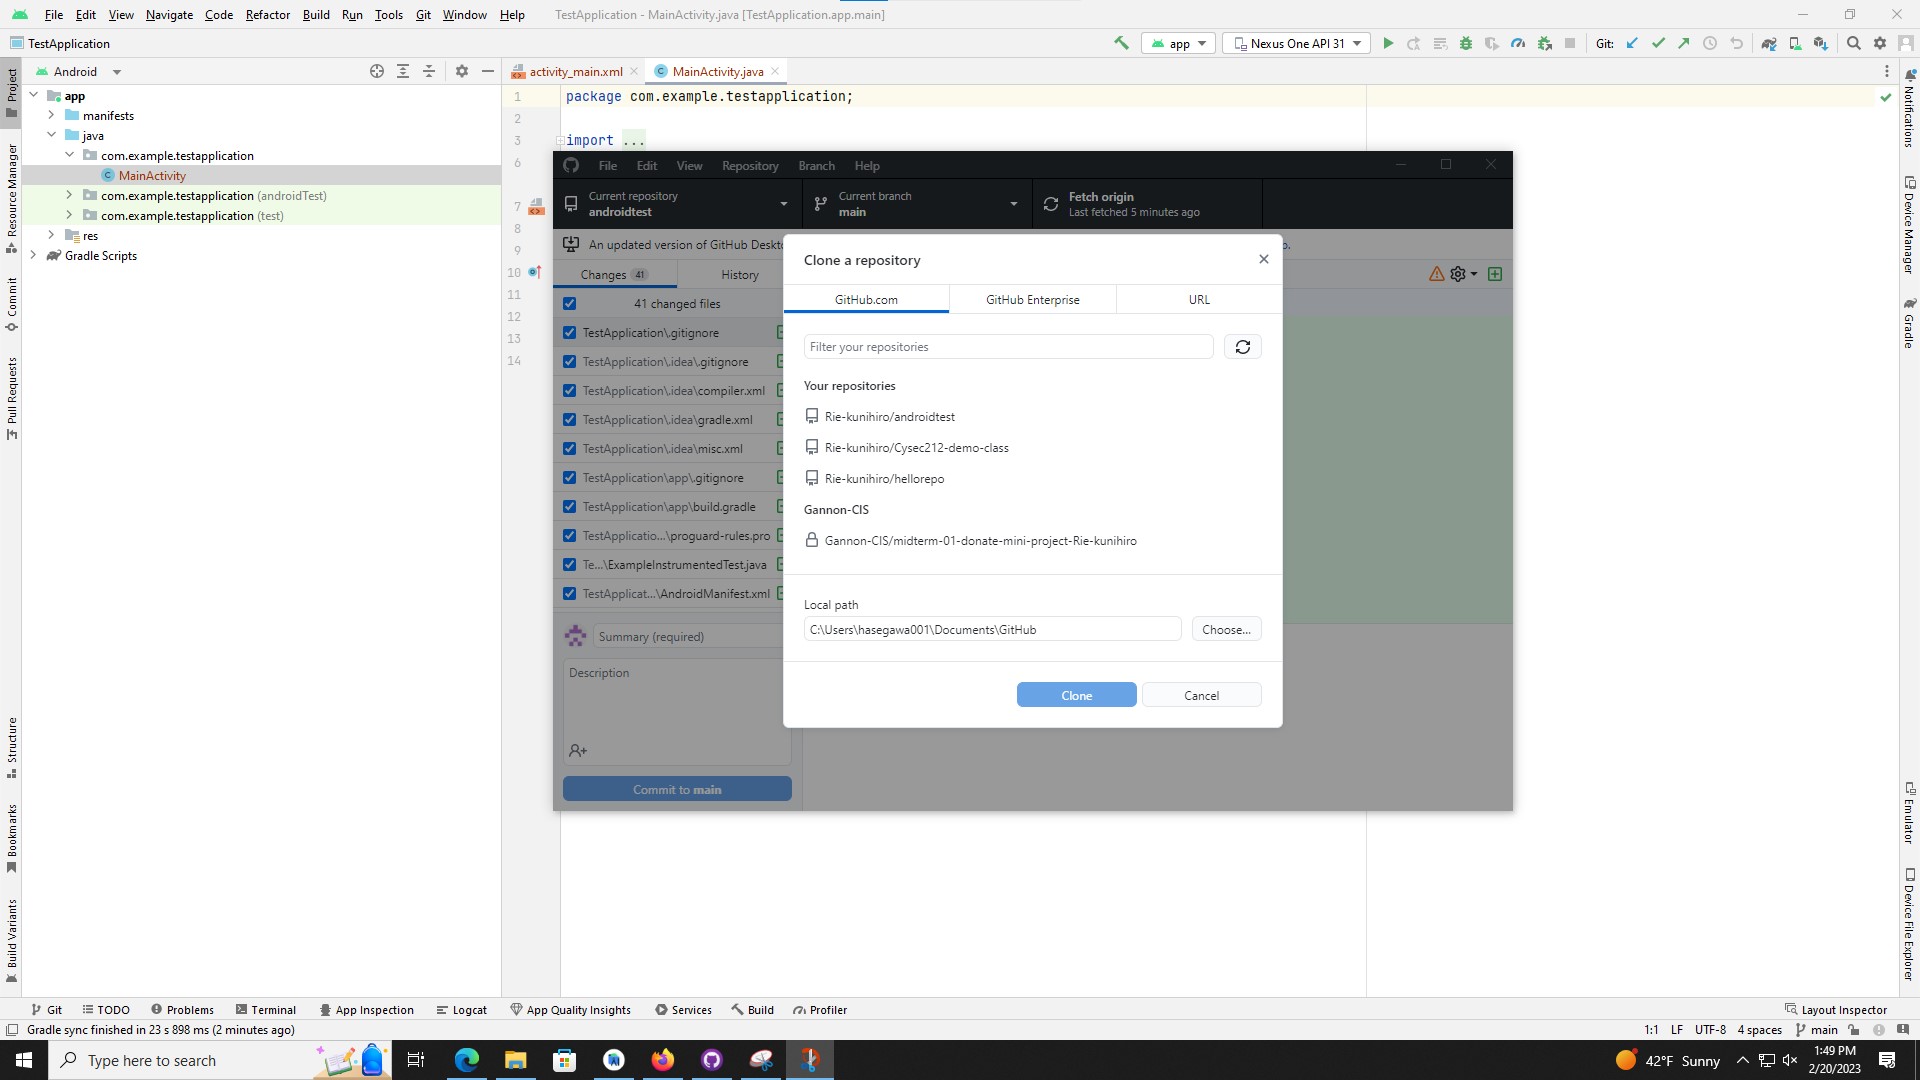 File Edit View Navigate Code Refactor Build Run Tools Git Window Help TestApplication - MainActivity.java [TestApplication.app.main]
TestApplication app Nexus One API 31 Git:
Android activity_main.xml MainActivity.java
Project
Resource Manager
Commit
Pull Requests
Structure
Bookmarks
Build Variants
app
manifests
java
com.example.testapplication
MainActivity
com.example.testapplication (androidTest)
com.example.testapplication (test)
res
Gradle Scripts
1 package com.example.testapplication;
2
3 import ...
6
7
8
9
10
11
12
13
14
File Edit View Repository Branch Help
Current repository
androidtest
Current branch
main
Fetch origin
Last fetched 5 minutes ago
An updated version of GitHub Deskto
Changes 41 History
41 changed files
TestApplication\.gitignore
TestApplication\.idea\.gitignore
TestApplication\.idea\compiler.xml
TestApplication\.idea\gradle.xml
TestApplication\.idea\misc.xml
TestApplication\app\.gitignore
TestApplication\app\build.gradle
TestApplicatio...\proguard-rules.pro
Te...\ExampleInstrumentedTest.java
TestApplicat...\AndroidManifest.xml
Summary (required)
Description
Commit to main
Clone a repository
GitHub.com GitHub Enterprise URL
Filter your repositories
Your repositories
Rie-kunihiro/androidtest
Rie-kunihiro/Cysec212-demo-class
Rie-kunihiro/hellorepo
Gannon-CIS
Gannon-CIS/midterm-01-donate-mini-project-Rie-kunihiro
Local path
C:\Users\hasegawa001\Documents\GitHub Choose...
Clone Cancel
Notifications
Device Manager
Gradle
Emulator
Device File Explorer
Git TODO Problems Terminal App Inspection Logcat App Quality Insights Services Build Profiler Layout Inspector
Gradle sync finished in 23 s 898 ms (2 minutes ago) 1:1 LF UTF-8 4 spaces main
Type here to search 42°F Sunny 1:49 PM
2/20/2023